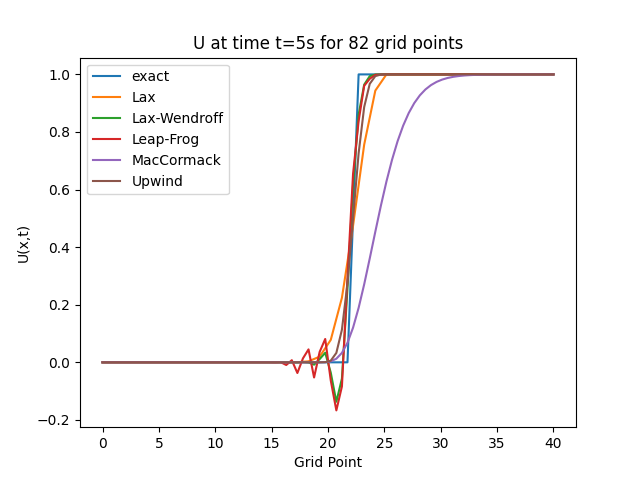 U at time t=5s for 82 grid points
exact
Lax
Lax-Wendroff
Leap-Frog
MacCormack
Upwind
U(x,t)
1.0
0.8
0.6
0.4
0.2
0.0
−0.2
0 5 10 15 20 25 30 35 40
Grid Point